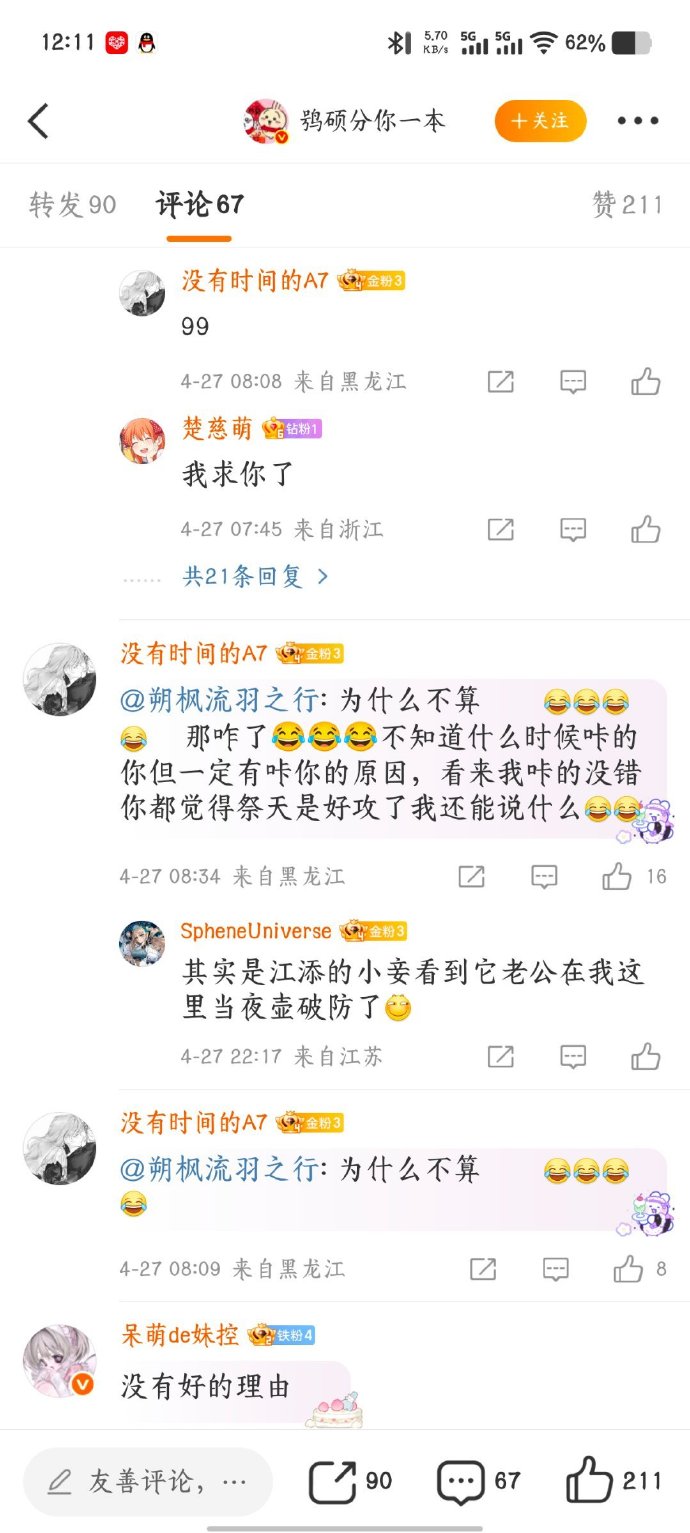 12:11 5.70 KB/s 5G 5G 62%
鸮硕分你一本 +关注
转发90 评论67 赞211
没有时间的A7 金粉3
99
4-27 08:08 来自黑龙江
楚慈萌 钻粉1
我求你了
4-27 07:45 来自浙江
…… 共21条回复 >
没有时间的A7 金粉3
@朔枫流羽之行: 为什么不算 😂😂😂
😂 那咋了😂😂😂不知道什么时候咔的
你但一定有咔你的原因，看来我咔的没错
你都觉得祭天是好攻了我还能说什么😂😂
4-27 08:34 来自黑龙江 16
SpheneUniverse 金粉3
其实是江添的小妾看到它老公在我这
里当夜壶破防了
4-27 22:17 来自江苏
没有时间的A7 金粉3
@朔枫流羽之行: 为什么不算 😂😂😂
😂
4-27 08:09 来自黑龙江 8
呆萌de妹控 铁粉4
没有好的理由
友善评论，… 90 67 211